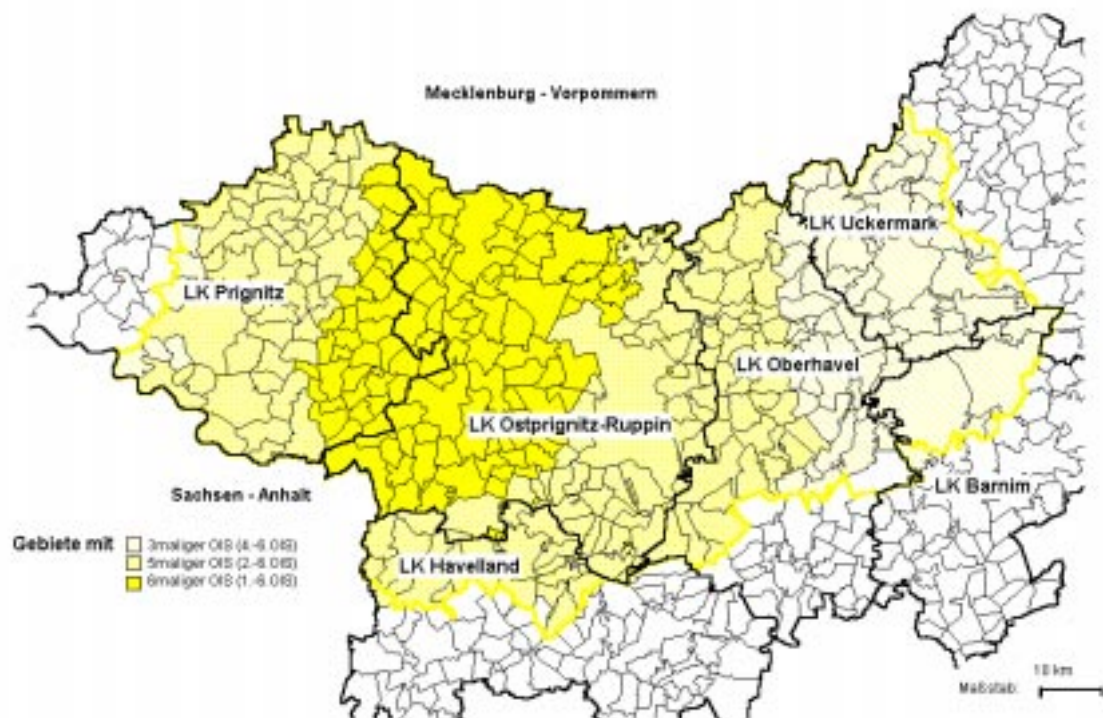 Mecklenburg - Vorpommern
LK Uckermark
LK Prignitz
LK Oberhavel
LK Ostprignitz-Ruppin
LK Barnim
Sachsen - Anhalt
Gebiete mit
3maliger OIS (4.-6.OIS)
5maliger OIS (2.-6.OIS)
6maliger OIS (1.-6.OIS)
LK Havelland
10 km
Maßstab: